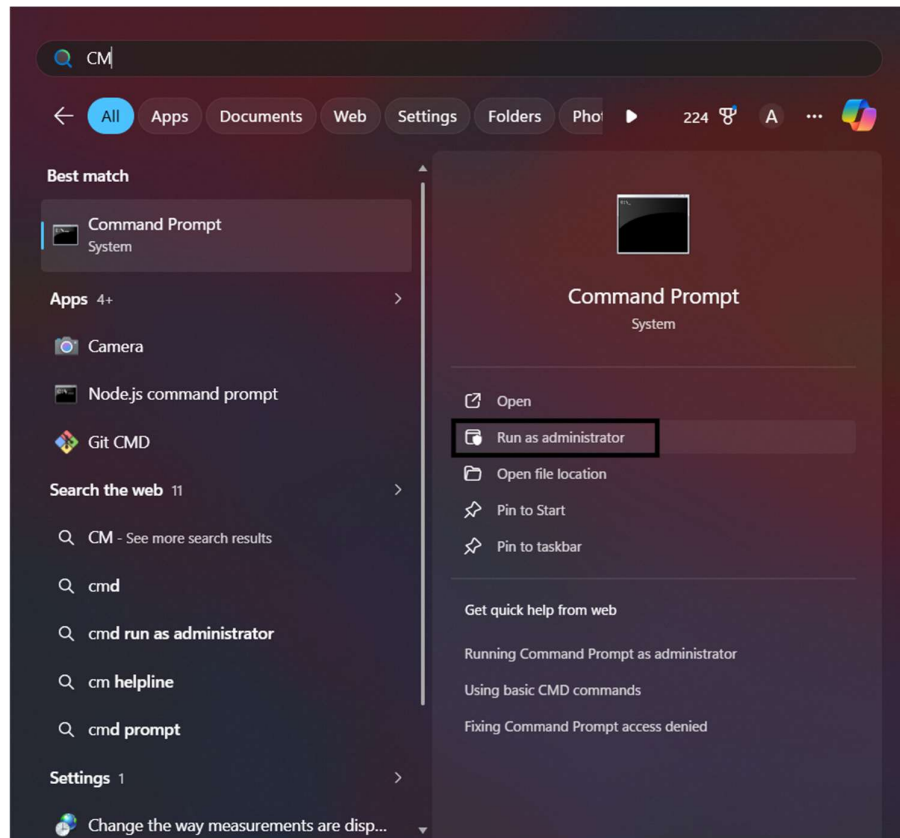 CM
All Apps Documents Web Settings Folders Pho 224 A ...
Best match
Command Prompt
System
Apps 4+
Camera
Node.js command prompt
Git CMD
Search the web 11
CM - See more search results
cmd
cmd run as administrator
cm helpline
cmd prompt
Settings 1
Change the way measurements are disp...
Command Prompt
System
Open
Run as administrator
Open file location
Pin to Start
Pin to taskbar
Get quick help from web
Running Command Prompt as administrator
Using basic CMD commands
Fixing Command Prompt access denied